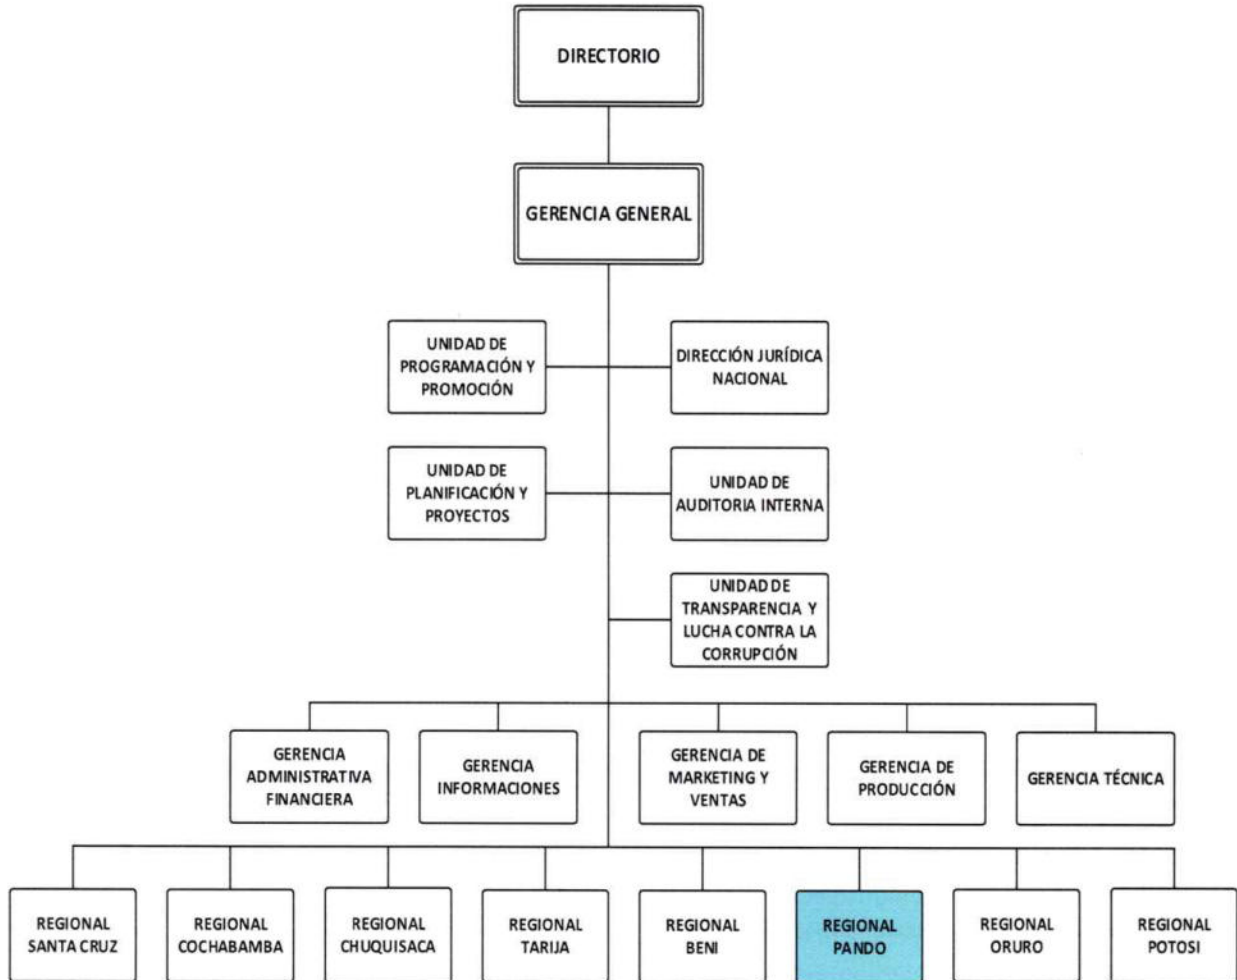 DIRECTORIO
GERENCIA GENERAL
UNIDAD DE
PROGRAMACIÓN Y
PROMOCIÓN
DIRECCIÓN JURÍDICA
NACIONAL
UNIDAD DE
PLANIFICACIÓN Y
PROYECTOS
UNIDAD DE
AUDITORIA INTERNA
UNIDAD DE
TRANSPARENCIA Y
LUCHA CONTRA LA
CORRUPCIÓN
GERENCIA
ADMINISTRATIVA
FINANCIERA
GERENCIA
INFORMACIONES
GERENCIA DE
MARKETING Y
VENTAS
GERENCIA DE
PRODUCCIÓN
GERENCIA TÉCNICA
REGIONAL
SANTA CRUZ
REGIONAL
COCHABAMBA
REGIONAL
CHUQUISACA
REGIONAL
TARIJA
REGIONAL
BENI
REGIONAL
PANDO
REGIONAL
ORURO
REGIONAL
POTOSI